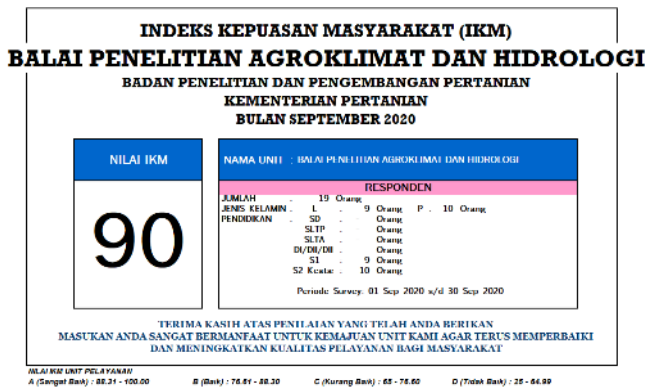 INDEKS KEPUASAN MASYARAKAT (IKM)
BALAI PENELITIAN AGROKLIMAT DAN HIDROLOGI
BADAN PENELITIAN DAN PENGEMBANGAN PERTANIAN
KEMENTERIAN PERTANIAN
BULAN SEPTEMBER 2020
NILAI IKM
90
NAMA UNIT : BALAI PENELITIAN AGROKLIMAT DAN HIDROLOGI
RESPONDEN
JUMLAH . 19 Orang
JENIS KELAMIN . L . 9 Orang P . 10 Orang
PENDIDIKAN . SD . Orang
SLTP . Orang
SLTA . Orang
DI/DII/DIII . Orang
S1 . 9 Orang
S2 Keatas . 10 Orang
Periode Survey: 01 Sep 2020 s/d 30 Sep 2020
TERIMA KASIH ATAS PENILAIAN YANG TELAH ANDA BERIKAN
MASUKAN ANDA SANGAT BERMANFAAT UNTUK KEMAJUAN UNIT KAMI AGAR TERUS MEMPERBAIKI
DAN MENINGKATKAN KUALITAS PELAYANAN BAGI MASYARAKAT
NILAI IKM UNIT PELAYANAN
A (Sangat Baik) : 88.31 - 100.00 B (Baik) : 76.61 - 88.30 C (Kurang Baik) : 65 - 76.60 D (Tidak Baik) : 25 - 64.99